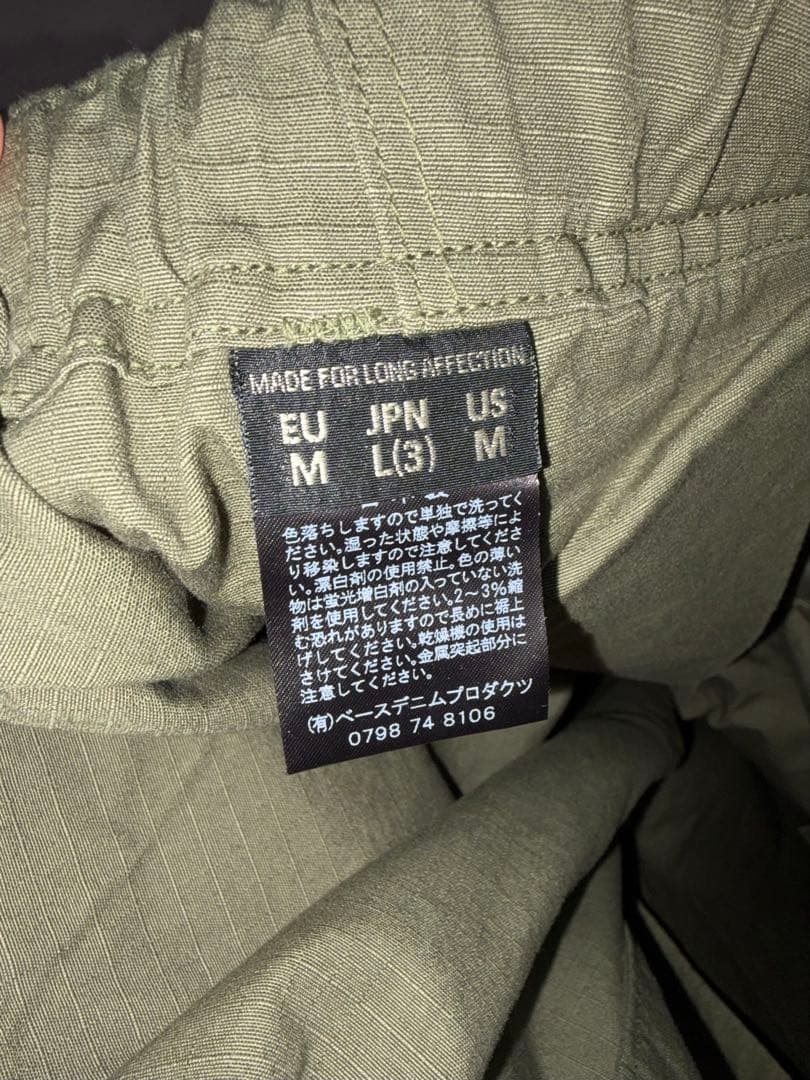 MADE FOR LONG AFFECTION
EU JPN US
M L(3) M
色落ちしますので単独で洗ってく
ださい。湿った状態や摩擦等によ
り移染しますので注意してくださ
い。漂白剤の使用禁止。色の薄い
物は蛍光増白剤の入っていない洗
剤を使用してください。2〜3%縮
む恐れがありますので長めに裾上
げしてください。乾燥機の使用は
さけてください。金属突起部分に
注意してください。
(有)ベースデニムプロダクツ
0798 74 8106